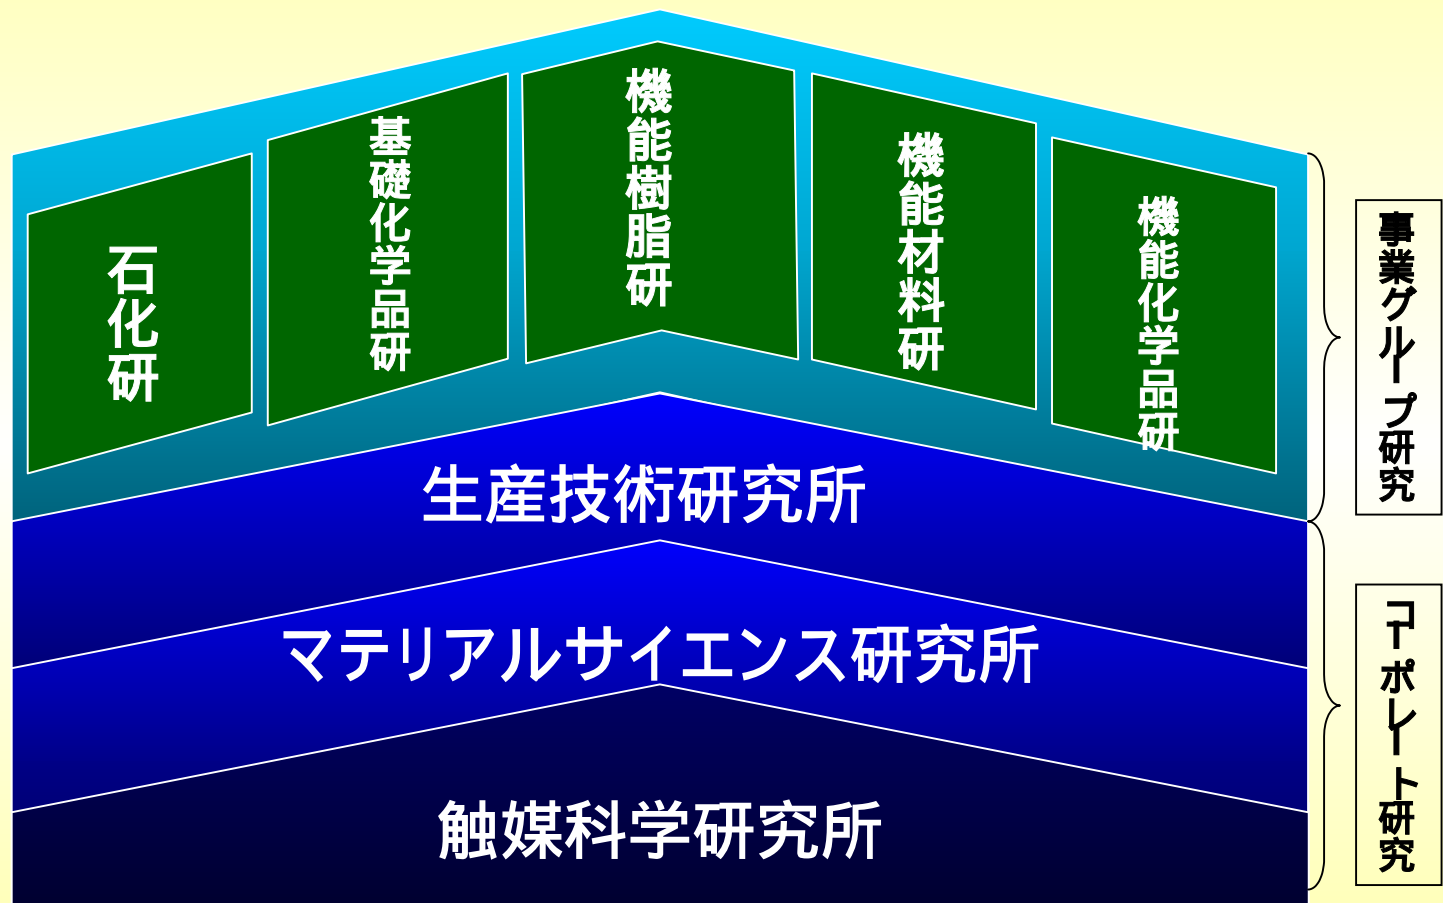 石化研
基礎化学品研
機能樹脂研
機能材料研
機能化学品研
事業グループ研究
生産技術研究所
マテリアルサイエンス研究所
触媒科学研究所
コーポレート研究